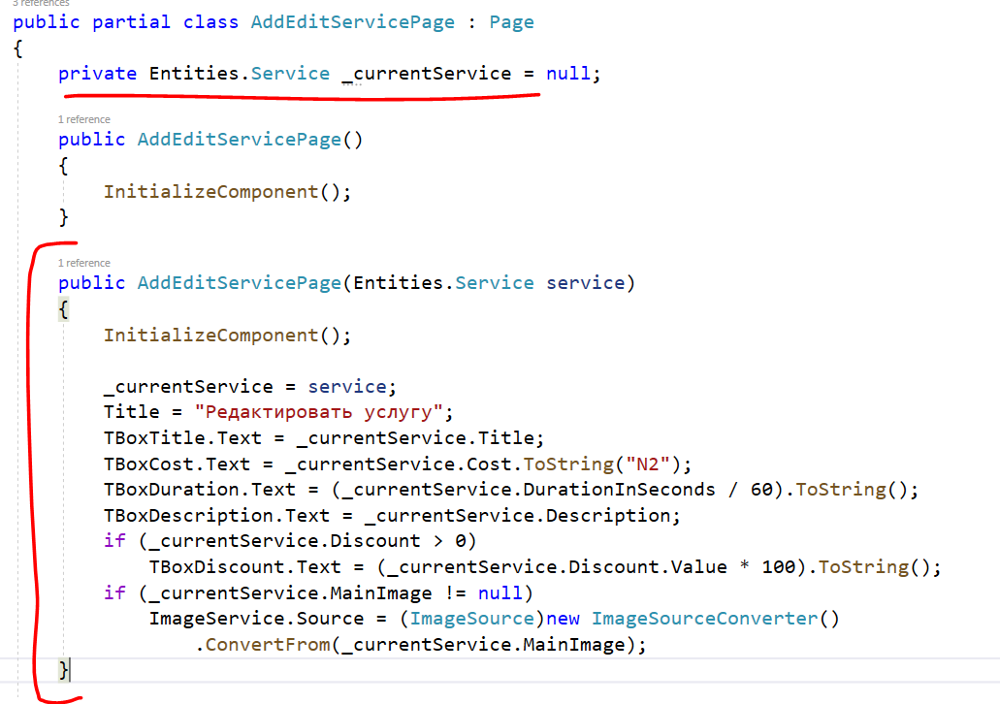 3 references
public partial class AddEditServicePage : Page
{
private Entities.Service _currentService = null;
1 reference
public AddEditServicePage()
{
InitializeComponent();
}
1 reference
public AddEditServicePage(Entities.Service service)
{
InitializeComponent();
_currentService = service;
Title = "Редактировать услугу";
TBoxTitle.Text = _currentService.Title;
TBoxCost.Text = _currentService.Cost.ToString("N2");
TBoxDuration.Text = (_currentService.DurationInSeconds / 60).ToString();
TBoxDescription.Text = _currentService.Description;
if (_currentService.Discount > 0)
TBoxDiscount.Text = (_currentService.Discount.Value * 100).ToString();
if (_currentService.MainImage != null)
ImageService.Source = (ImageSource)new ImageSourceConverter()
.ConvertFrom(_currentService.MainImage);
}